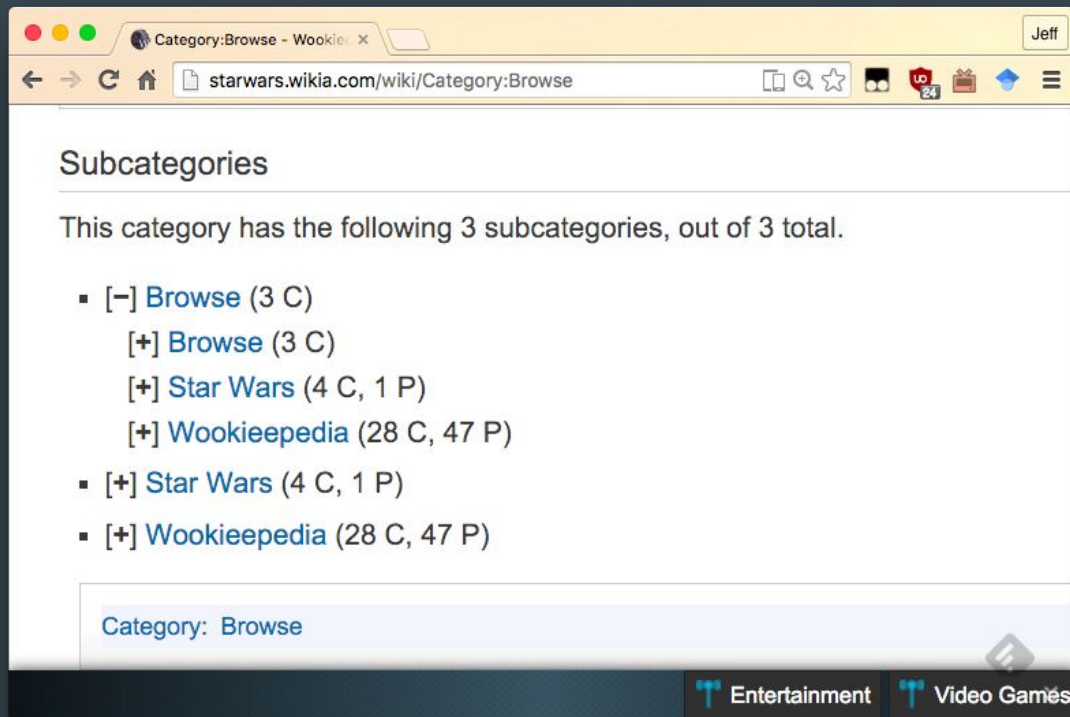 Category:Browse - Wookie
Jeff
starwars.wikia.com/wiki/Category:Browse
24
Subcategories
This category has the following 3 subcategories, out of 3 total.
[−] Browse (3 C)
[+] Browse (3 C)
[+] Star Wars (4 C, 1 P)
[+] Wookieepedia (28 C, 47 P)
[+] Star Wars (4 C, 1 P)
[+] Wookieepedia (28 C, 47 P)
Category: Browse
Entertainment Video Games